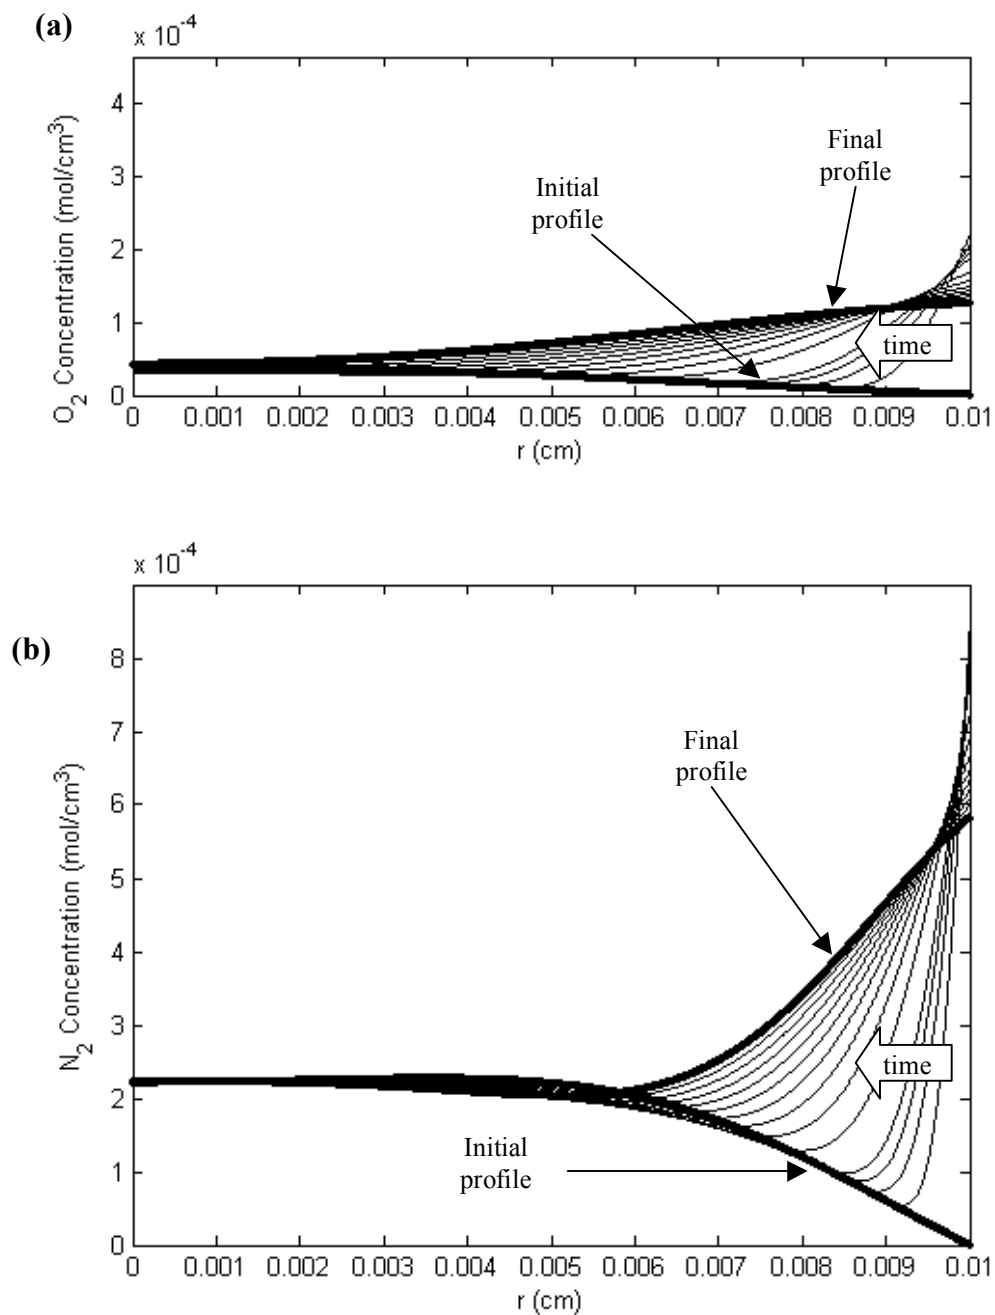 (a)
x 10-4
O2 Concentration (mol/cm3)
4
3
2
1
0
Initial
profile
Final
profile
time
0 0.001 0.002 0.003 0.004 0.005 0.006 0.007 0.008 0.009 0.01
r (cm)
(b)
x 10-4
N2 Concentration (mol/cm3)
8
7
6
5
4
3
2
1
0
Final
profile
time
Initial
profile
0 0.001 0.002 0.003 0.004 0.005 0.006 0.007 0.008 0.009 0.01
r (cm)